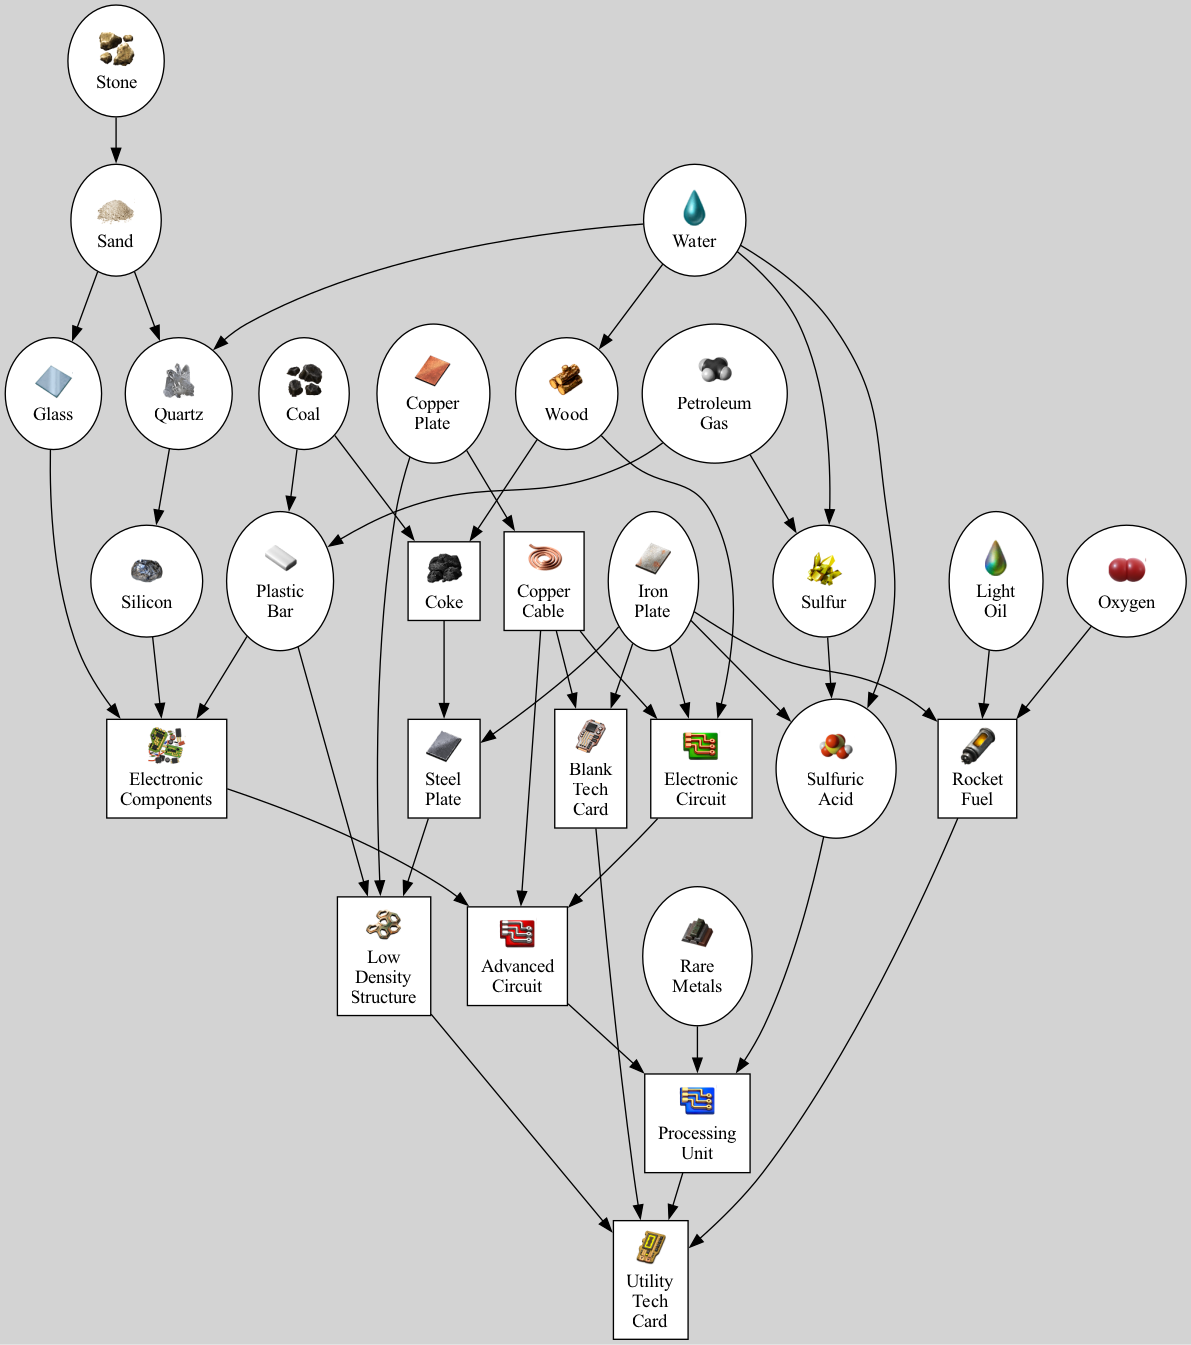 Stone
Sand
Water
Glass
Quartz
Coal
Copper
Plate
Wood
Petroleum
Gas
Silicon
Plastic
Bar
Coke
Copper
Cable
Iron
Plate
Sulfur
Light
Oil
Oxygen
Electronic
Components
Steel
Plate
Blank
Tech
Card
Electronic
Circuit
Sulfuric
Acid
Rocket
Fuel
Low
Density
Structure
Advanced
Circuit
Rare
Metals
Processing
Unit
Utility
Tech
Card